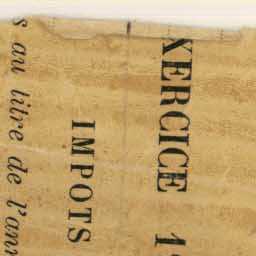 XERCICE 1
IMPOTS
s au titre de l'ann